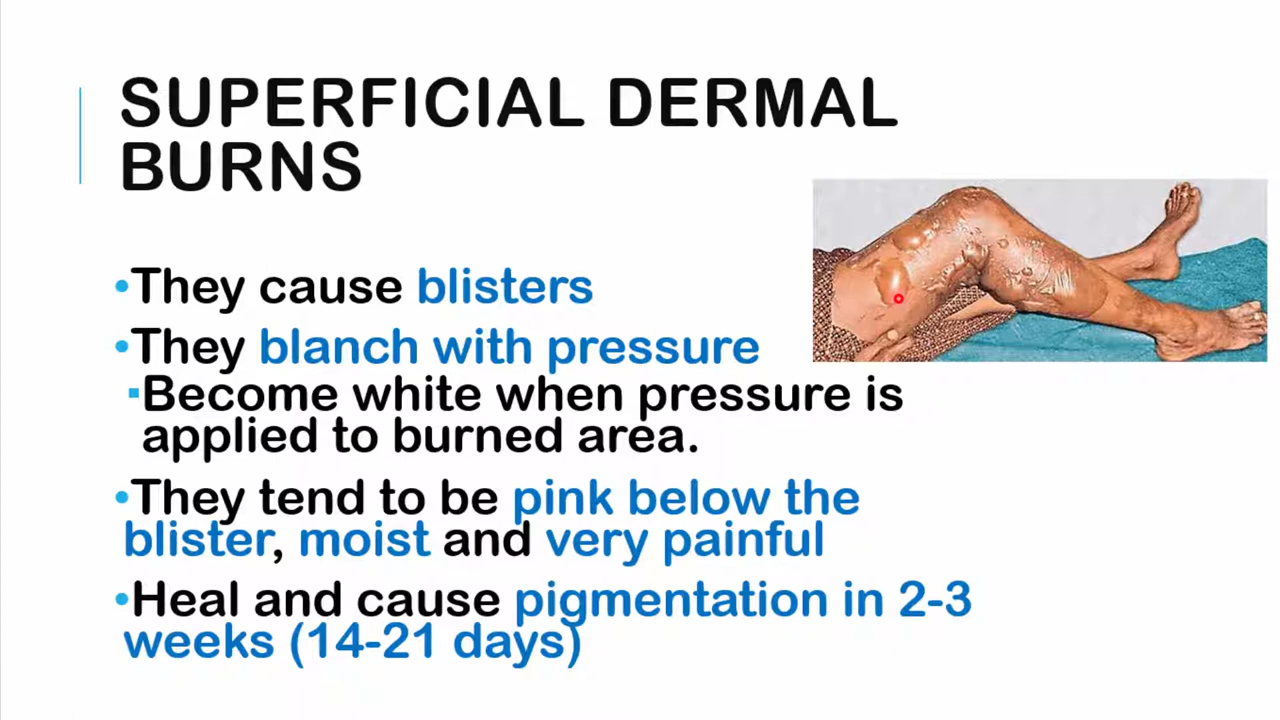 SUPERFICIAL DERMAL
BURNS
•They cause blisters
•They blanch with pressure
▪Become white when pressure is
applied to burned area.
•They tend to be pink below the
blister, moist and very painful
•Heal and cause pigmentation in 2-3
weeks (14-21 days)